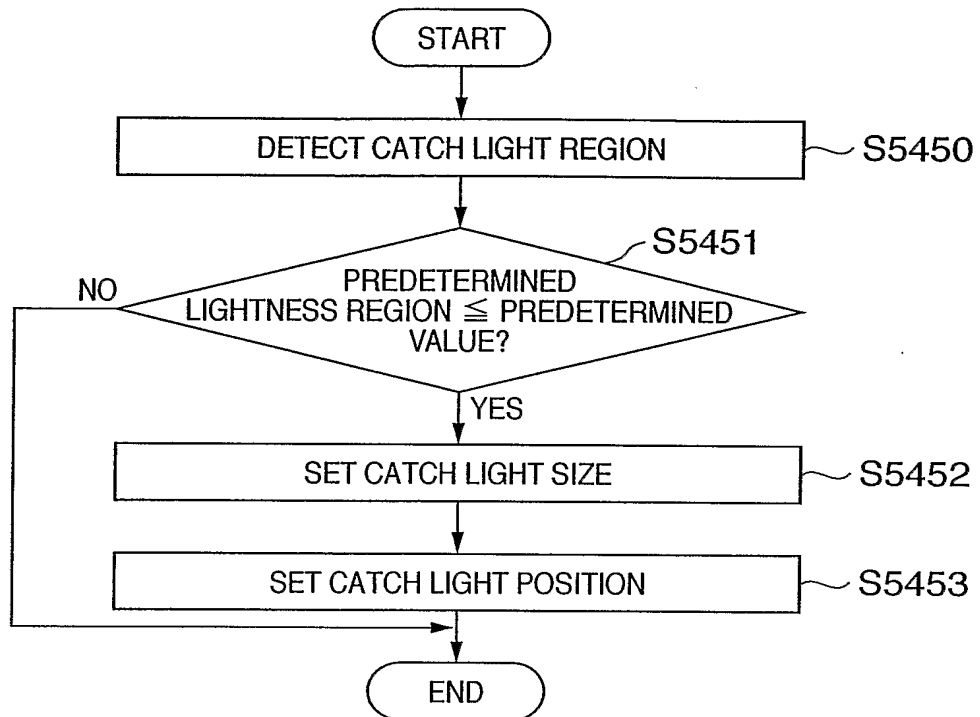 START
DETECT CATCH LIGHT REGION
S5450
S5451
NO
PREDETERMINED
LIGHTNESS REGION ≦ PREDETERMINED
VALUE?
YES
SET CATCH LIGHT SIZE
S5452
SET CATCH LIGHT POSITION
S5453
END